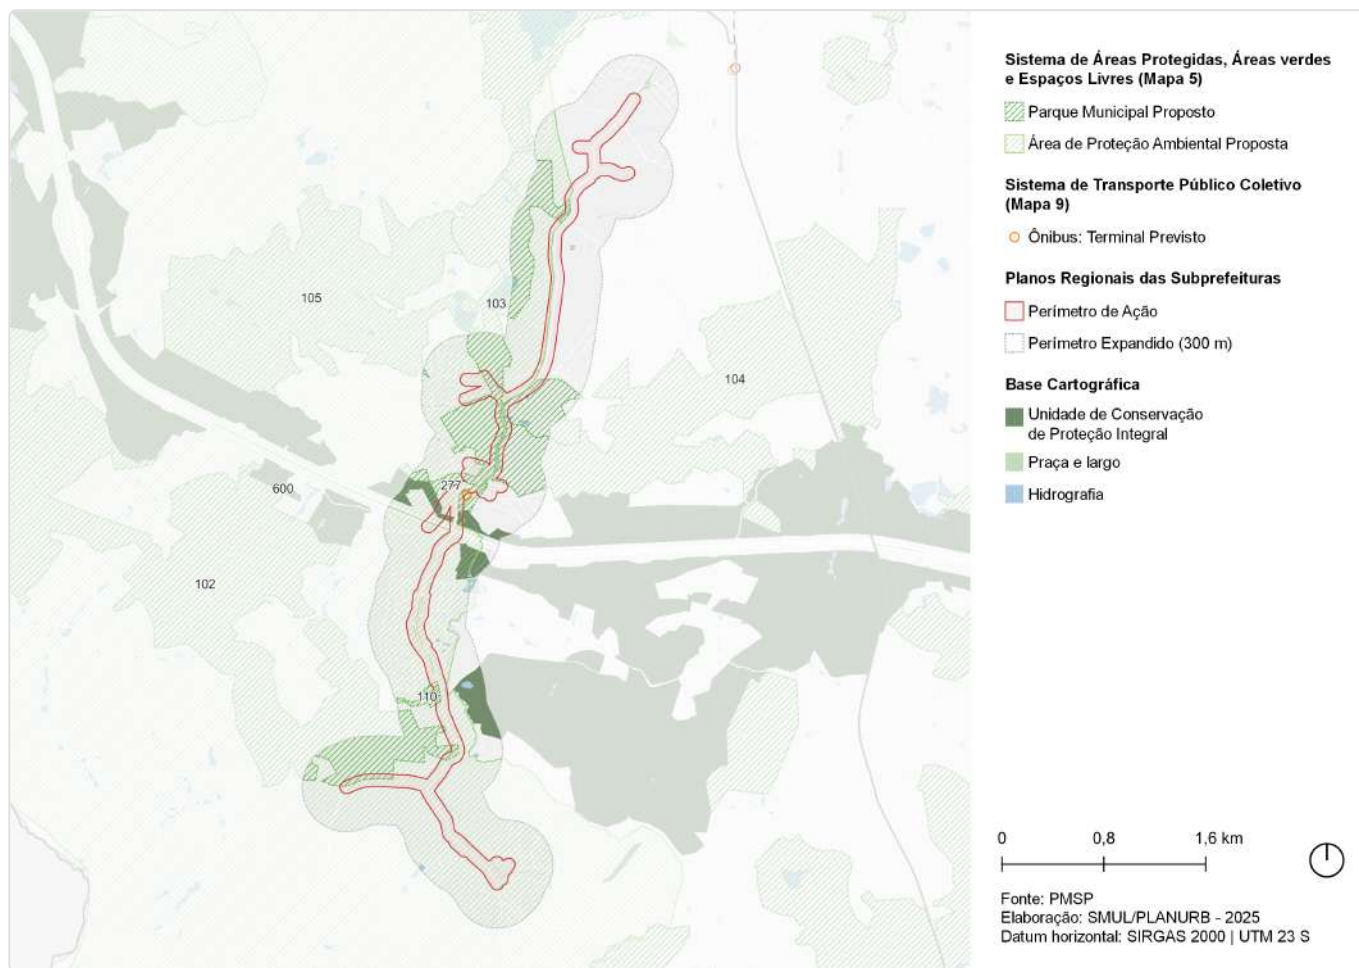 Sistema de Áreas Protegidas, Áreas verdes
e Espaços Livres (Mapa 5)
Parque Municipal Proposto
Área de Proteção Ambiental Proposta
Sistema de Transporte Público Coletivo
(Mapa 9)
Ônibus: Terminal Previsto
Planos Regionais das Subprefeituras
Perímetro de Ação
Perímetro Expandido (300 m)
Base Cartográfica
Unidade de Conservação
de Proteção Integral
Praça e largo
Hidrografia
105
103
104
277
600
102
110
0 0,8 1,6 km
Fonte: PMSP
Elaboração: SMUL/PLANURB - 2025
Datum horizontal: SIRGAS 2000 | UTM 23 S